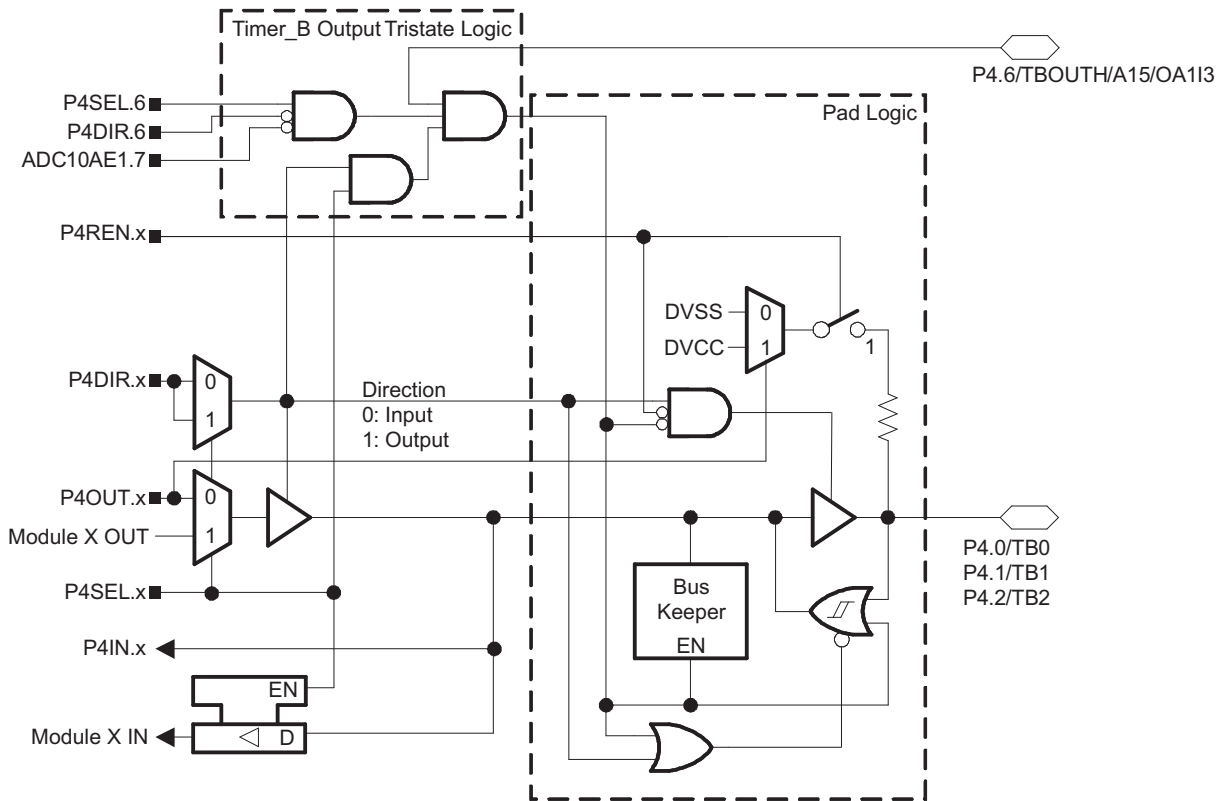 Timer_B Output Tristate Logic
P4.6/TBOUTH/A15/OA1I3
P4SEL.6
P4DIR.6
ADC10AE1.7
Pad Logic
P4REN.x
DVSS
0
DVCC
1
1
P4DIR.x
0
1
Direction
0: Input
1: Output
P4OUT.x
0
Module X OUT
1
P4.0/TB0
P4.1/TB1
P4.2/TB2
P4SEL.x
Bus
Keeper
EN
P4IN.x
EN
Module X IN
D